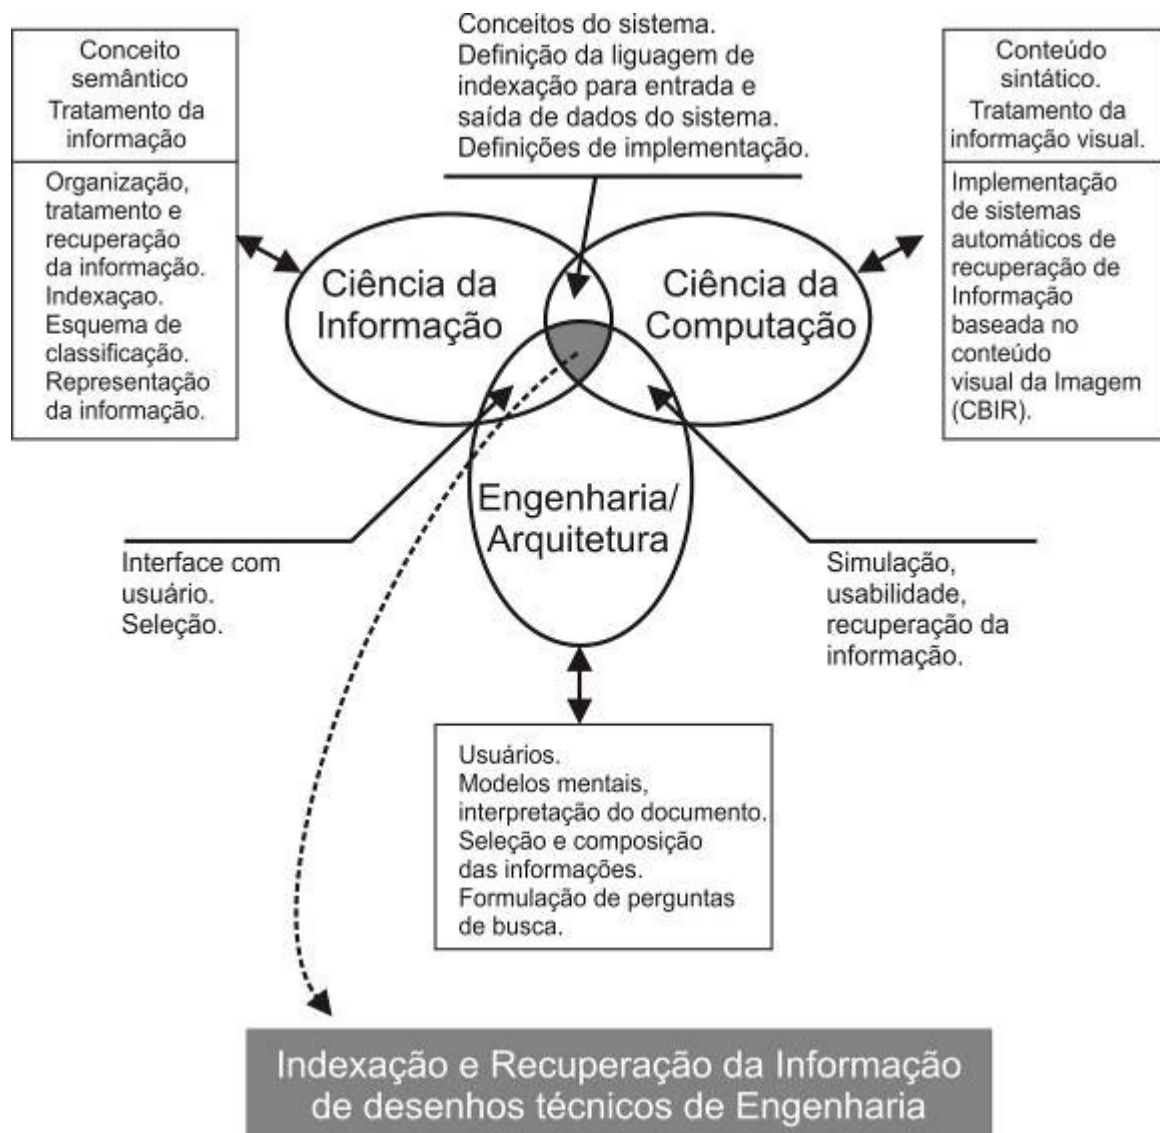 Conceito
semântico
Tratamento da
informação
Organização,
tratamento e
recuperação
da informação.
Indexaçao.
Esquema de
classificação.
Representação
da informação.
Conceitos do sistema.
Definição da liguagem de
indexação para entrada e
saída de dados do sistema.
Definições de implementação.
Conteúdo
sintático.
Tratamento da
informação visual.
Implementação
de sistemas
automáticos de
recuperação de
Informação
baseada no
conteúdo
visual da Imagem
(CBIR).
Ciência da
Informação
Ciência da
Computação
Engenharia/
Arquitetura
Interface com
usuário.
Seleção.
Simulação,
usabilidade,
recuperação da
informação.
Usuários.
Modelos mentais,
interpretação do documento.
Seleção e composição
das informações.
Formulação de perguntas
de busca.
Indexação e Recuperação da Informação
de desenhos técnicos de Engenharia